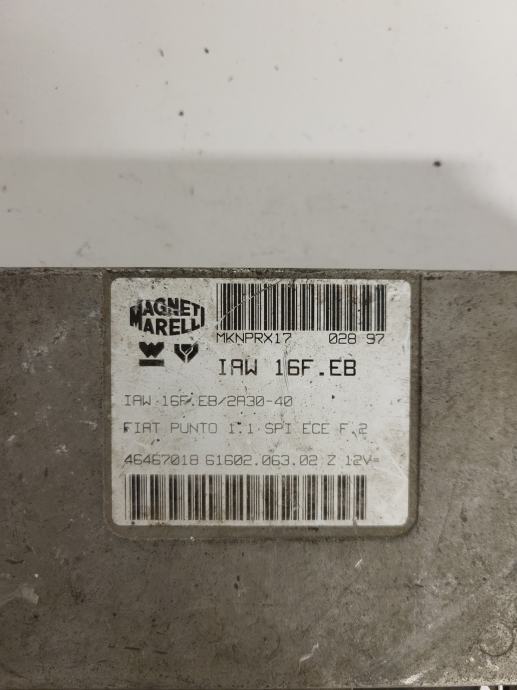 MAGNETI
MARELLI
MKNPRX17 028 97
IAW 16F.EB
IAW 16F.EB/2A30-40
FIAT PUNTO 1.1 SPI ECE F.2
46467018 61602.063.02 Z 12V=